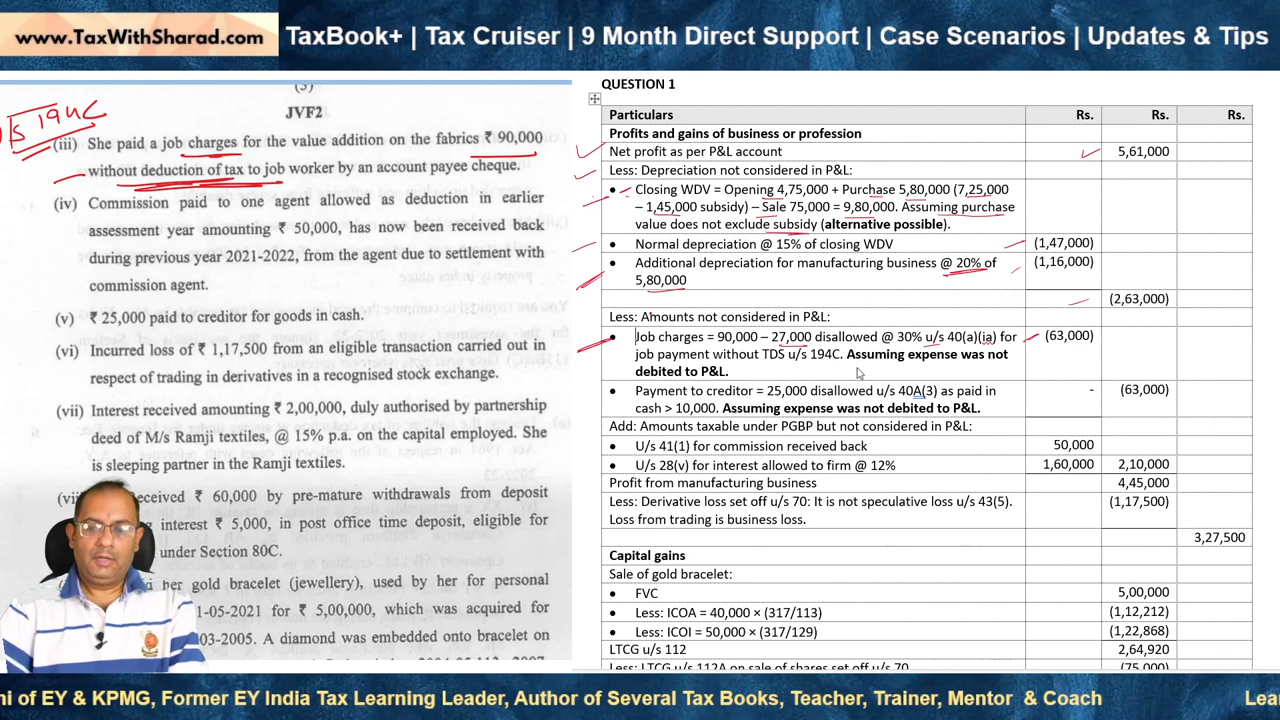 www.TaxWithSharad.com
TaxBook+ | Tax Cruiser | 9 Month Direct Support | Case Scenarios | Updates & Tips
JVF2
S 194C
(iii) She paid a job charges for the value addition on the fabrics ₹ 90,000
without deduction of tax to job worker by an account payee cheque.
(iv) Commission paid to one agent allowed as deduction in earlier
assessment year amounting ₹ 50,000, has now been received back
during previous year 2021-2022, from the agent due to settlement with
commission agent.
(v) ₹ 25,000 paid to creditor for goods in cash.
(vi) Incurred loss of ₹ 1,17,500 from an eligible transaction carried out in
respect of trading in derivatives in a recognised stock exchange.
(vii) Interest received amounting ₹ 2,00,000, duly authorised by partnership
deed of M/s Ramji textiles, @ 15% p.a. on the capital employed. She
is sleeping partner in the Ramji textiles.
eceived ₹ 60,000 by pre-mature withdrawals from deposit
interest ₹ 5,000, in post office time deposit, eligible for
under Section 80C.
her gold bracelet (jewellery), used by her for personal
1-05-2021 for ₹ 5,00,000, which was acquired for
03-2005. A diamond was embedded onto bracelet on
QUESTION 1
Particulars Rs. Rs. Rs.
Profits and gains of business or profession
Net profit as per P&L account 5,61,000
Less: Depreciation not considered in P&L:
• Closing WDV = Opening 4,75,000 + Purchase 5,80,000 (7,25,000
– 1,45,000 subsidy) – Sale 75,000 = 9,80,000. Assuming purchase
value does not exclude subsidy (alternative possible).
• Normal depreciation @ 15% of closing WDV (1,47,000)
• Additional depreciation for manufacturing business @ 20% of (1,16,000)
5,80,000
(2,63,000)
Less: Amounts not considered in P&L:
• Job charges = 90,000 – 27,000 disallowed @ 30% u/s 40(a)(ia) for (63,000)
job payment without TDS u/s 194C. Assuming expense was not
debited to P&L.
• Payment to creditor = 25,000 disallowed u/s 40A(3) as paid in - (63,000)
cash > 10,000. Assuming expense was not debited to P&L.
Add: Amounts taxable under PGBP but not considered in P&L:
• U/s 41(1) for commission received back 50,000
• U/s 28(v) for interest allowed to firm @ 12% 1,60,000 2,10,000
Profit from manufacturing business 4,45,000
Less: Derivative loss set off u/s 70: It is not speculative loss u/s 43(5). (1,17,500)
Loss from trading is business loss.
3,27,500
Capital gains
Sale of gold bracelet:
• FVC 5,00,000
• Less: ICOA = 40,000 × (317/113) (1,12,212)
• Less: ICOI = 50,000 × (317/129) (1,22,868)
LTCG u/s 112 2,64,920
Less: LTCG u/s 112A on sale of shares set off u/s 70 (75,000)
ni of EY & KPMG, Former EY India Tax Learning Leader, Author of Several Tax Books, Teacher, Trainer, Mentor & Coach Lea